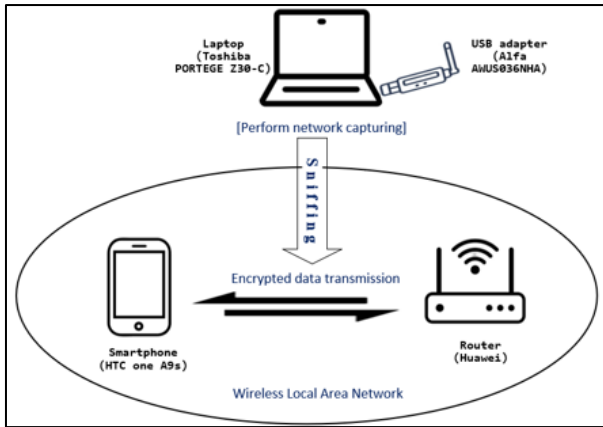 Laptop
(Toshiba
PORTEGE Z30-C)
USB adapter
(Alfa
AWUS036NHA)
[Perform network capturing]
Sniffing
Encrypted data transmission
Smartphone
(HTC one A9s)
Router
(Huawei)
Wireless Local Area Network